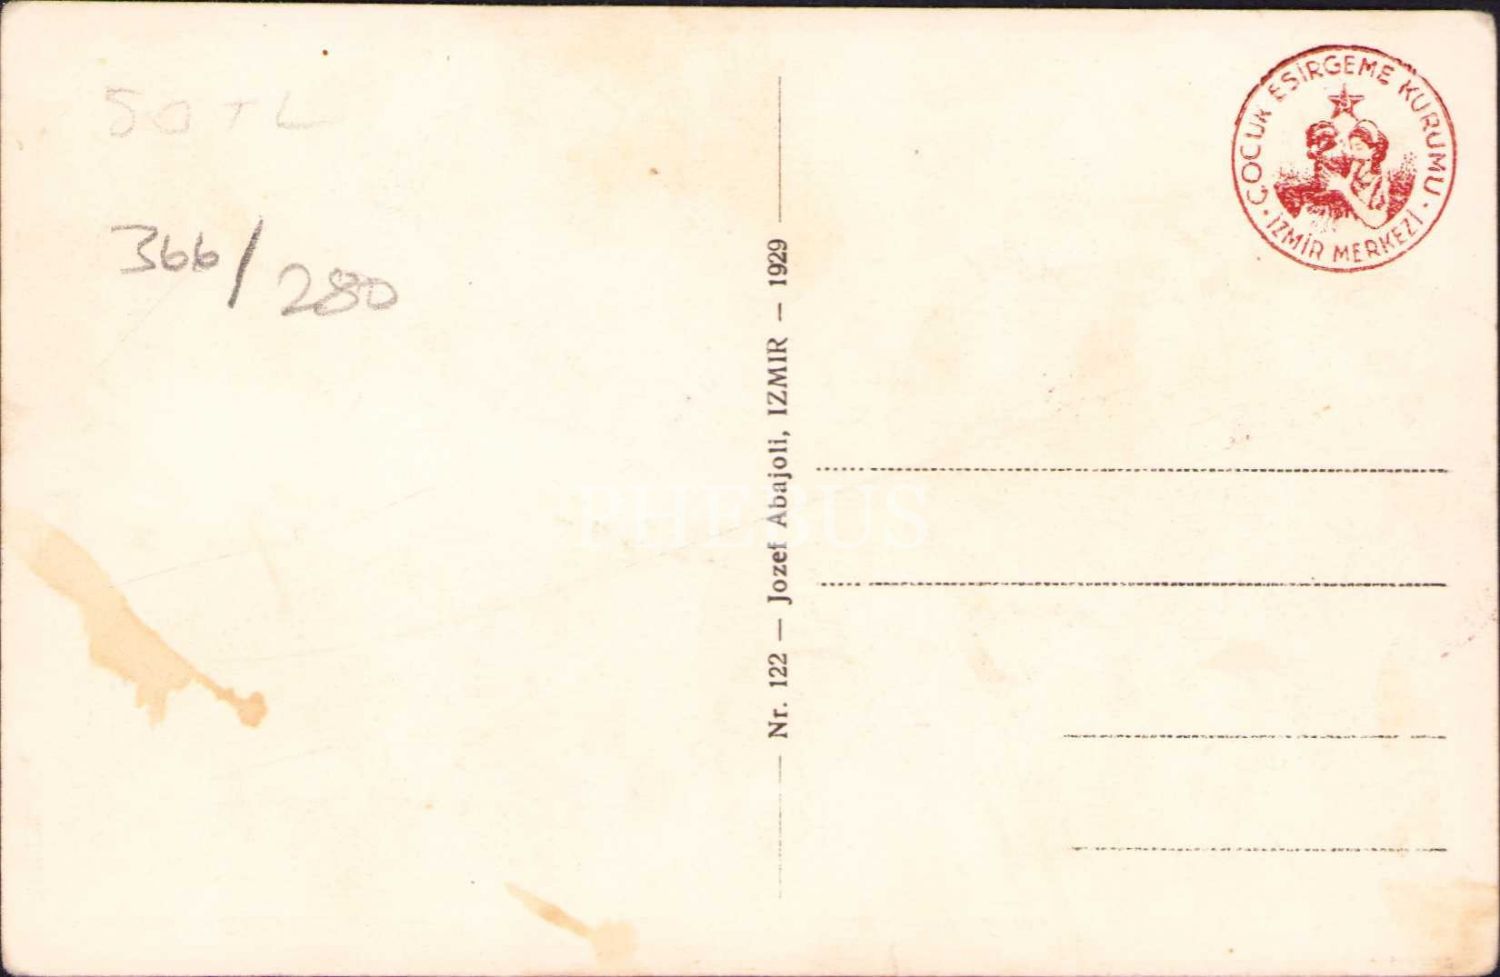 50 TL
366/280
ÇOCUK ESİRGEME KURUMU · İZMİR MERKEZİ ·
Nr. 122 — Jozef Abajoli, IZMIR — 1929
PHEBUS